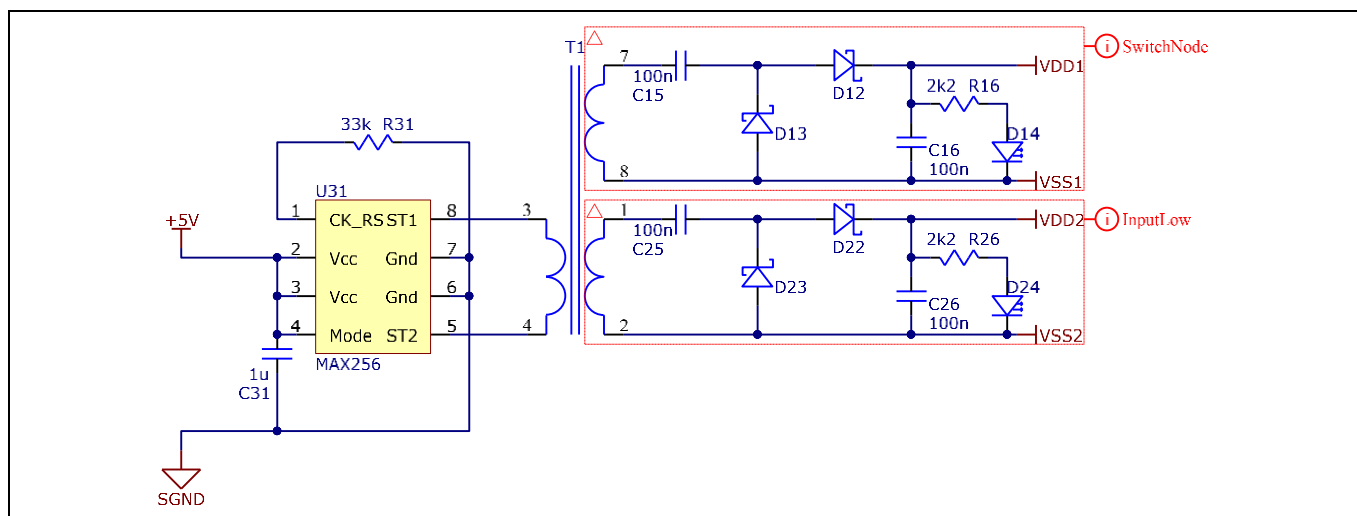 T1
SwitchNode
7
100n
C15
D12
VDD1
2k2 R16
D13
D14
C16
100n
8
VSS1
33k R31
U31
1 CK_RS ST1 8
+5V
2 Vcc Gnd 7
3 Vcc Gnd 6
4 Mode ST2 5
MAX256
1u
C31
SGND
3
4
1
100n
C25
D22
VDD2
InputLow
2k2 R26
D23
D24
C26
100n
2
VSS2